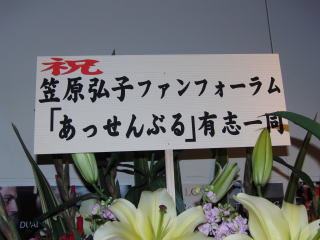 祝
笠原弘子ファンフォーラム
「あっせんぶる」有志一同